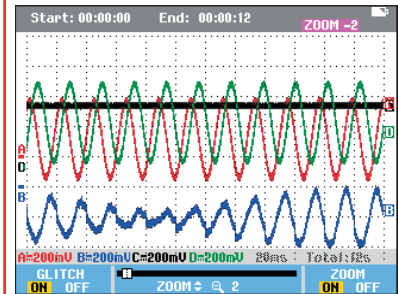 Start: 00:00:00 End: 00:00:12
ZOOM -2
C
A
D
D
B
B
A=200mV B=200mV C=200mV D=200mV 20ms Total:12s
GLITCH ZOOM
ON OFF ZOOM 2 ON OFF